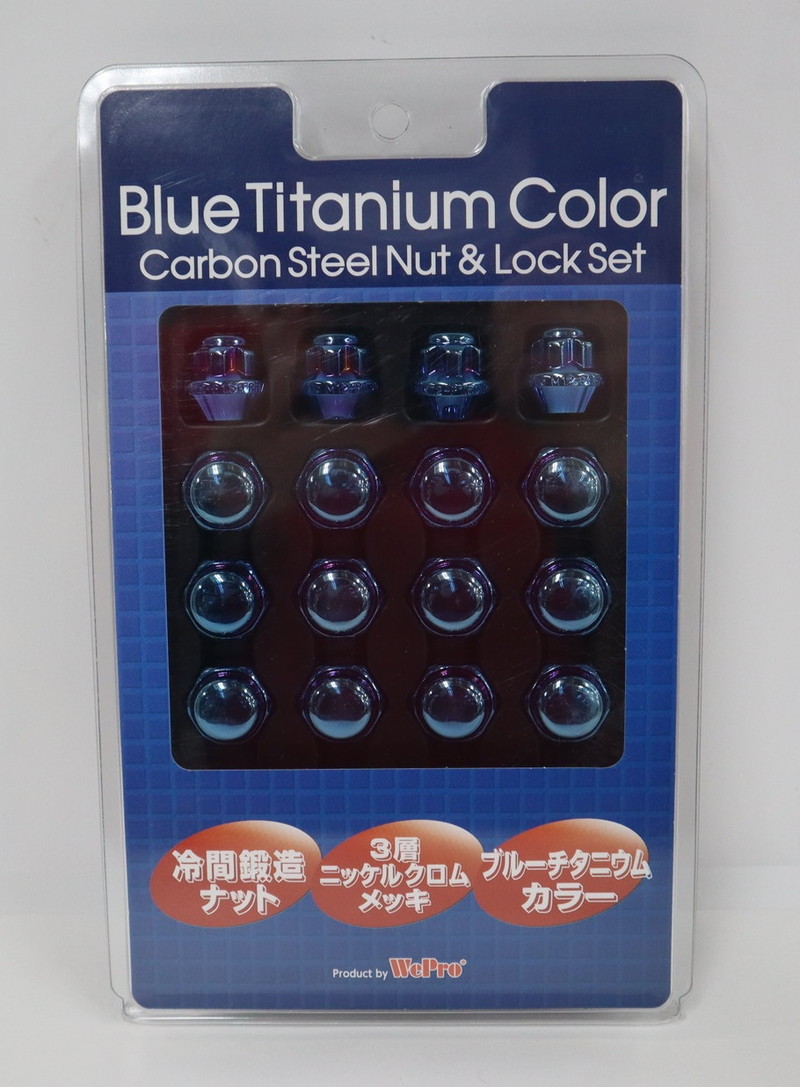 Blue Titanium Color
Carbon Steel Nut & Lock Set
冷間鍛造
ナット
3層
ニッケルクロム
メッキ
ブルーチタニウム
カラー
Product by WePro®